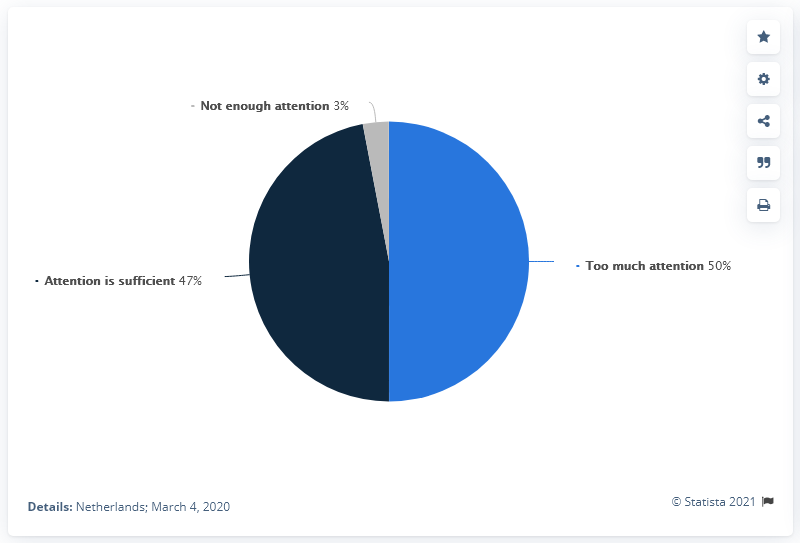 Not enough attention 3%
Too much attention 50%
Attention is sufficient 47%
Details: Netherlands; March 4, 2020
© Statista 2021